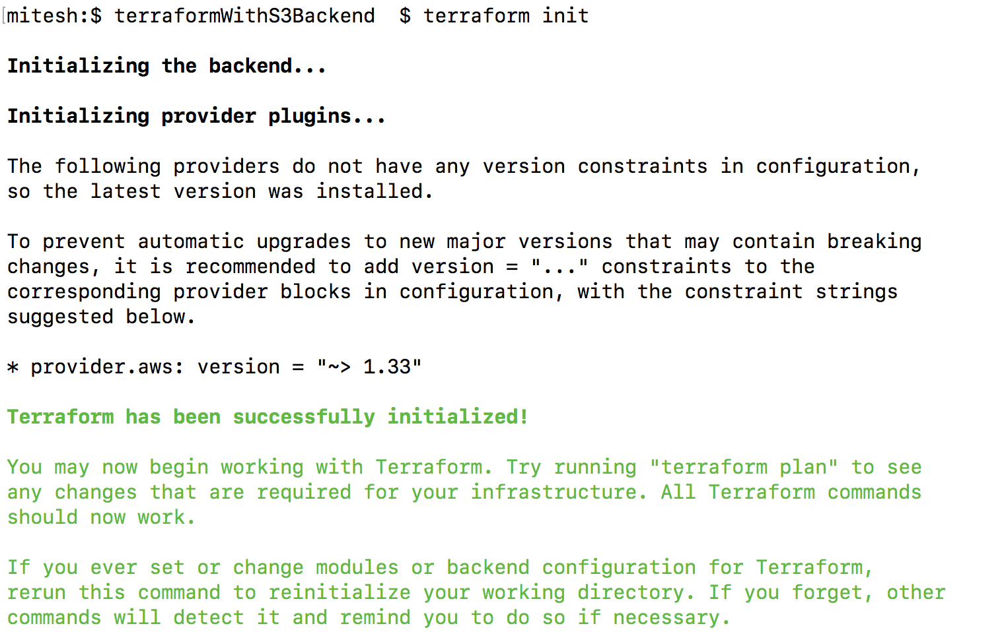 [mitesh:$ terraformWithS3Backend  $ terraform init
Initializing the backend...
Initializing provider plugins...
The following providers do not have any version constraints in configuration,
so the latest version was installed.
To prevent automatic upgrades to new major versions that may contain breaking
changes, it is recommended to add version = "..." constraints to the
corresponding provider blocks in configuration, with the constraint strings
suggested below.
* provider.aws: version = "~> 1.33"
Terraform has been successfully initialized!
You may now begin working with Terraform. Try running "terraform plan" to see
any changes that are required for your infrastructure. All Terraform commands
should now work.
If you ever set or change modules or backend configuration for Terraform,
rerun this command to reinitialize your working directory. If you forget, other
commands will detect it and remind you to do so if necessary.